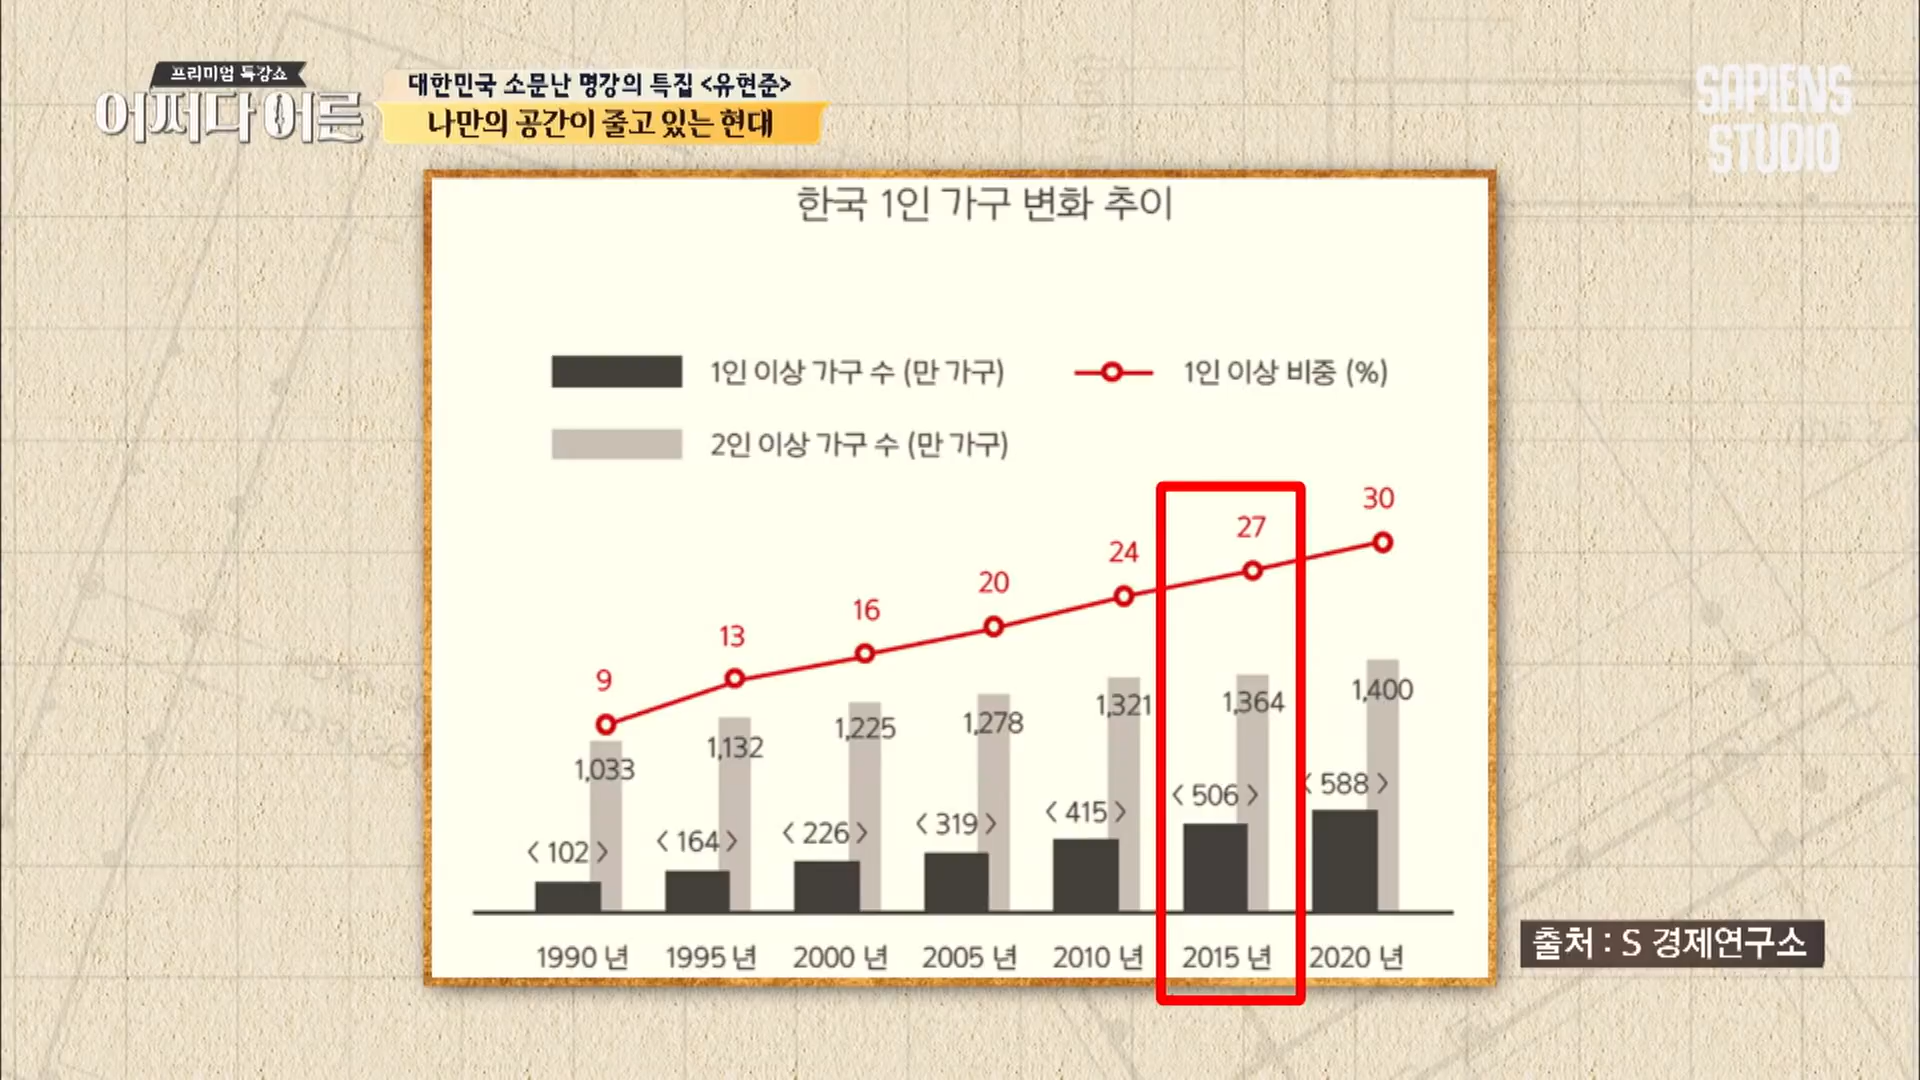 프리미엄 특강쇼
어쩌다 어른
대한민국 소문난 명강의 특집 <유현준>
나만의 공간이 줄고 있는 현대
SAPIENS
STUDIO
한국 1인 가구 변화 추이
1인 이상 가구 수 (만 가구)
1인 이상 비중 (%)
2인 이상 가구 수 (만 가구)
9 13 16 20 24 27 30
1,033 1,132 1,225 1,278 1,321 1,364 1,400
<102> <164> <226> <319> <415> <506> <588>
1990 년 1995 년 2000 년 2005 년 2010 년 2015 년 2020 년
출처 : S 경제연구소